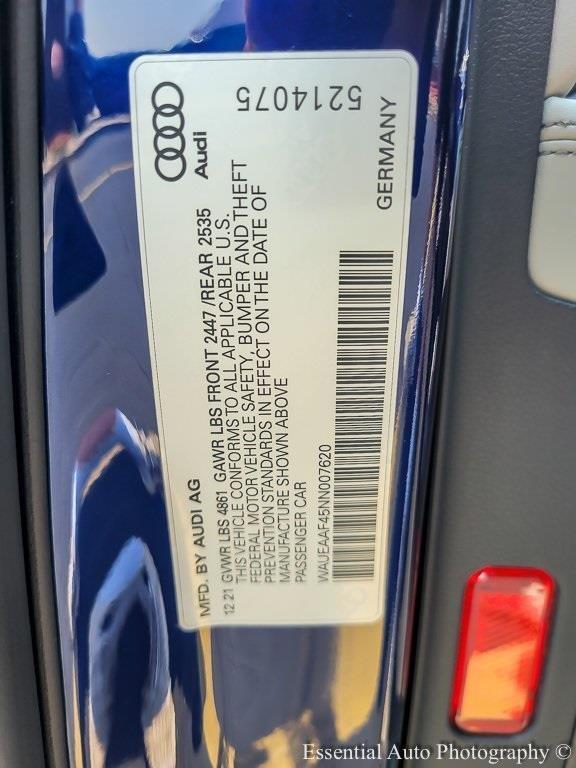 Audi
5214075
MFD. BY AUDI AG
GERMANY
12.21 GVWR LBS 4861 GAWR LBS FRONT 2447 /REAR 2535
THIS VEHICLE CONFORMS TO ALL APPLICABLE U.S.
FEDERAL MOTOR VEHICLE SAFETY, BUMPER AND THEFT
PREVENTION STANDARDS IN EFFECT ON THE DATE OF
MANUFACTURE SHOWN ABOVE
PASSENGER CAR
WAUEAAF45NN007620
Essential Auto Photography ©